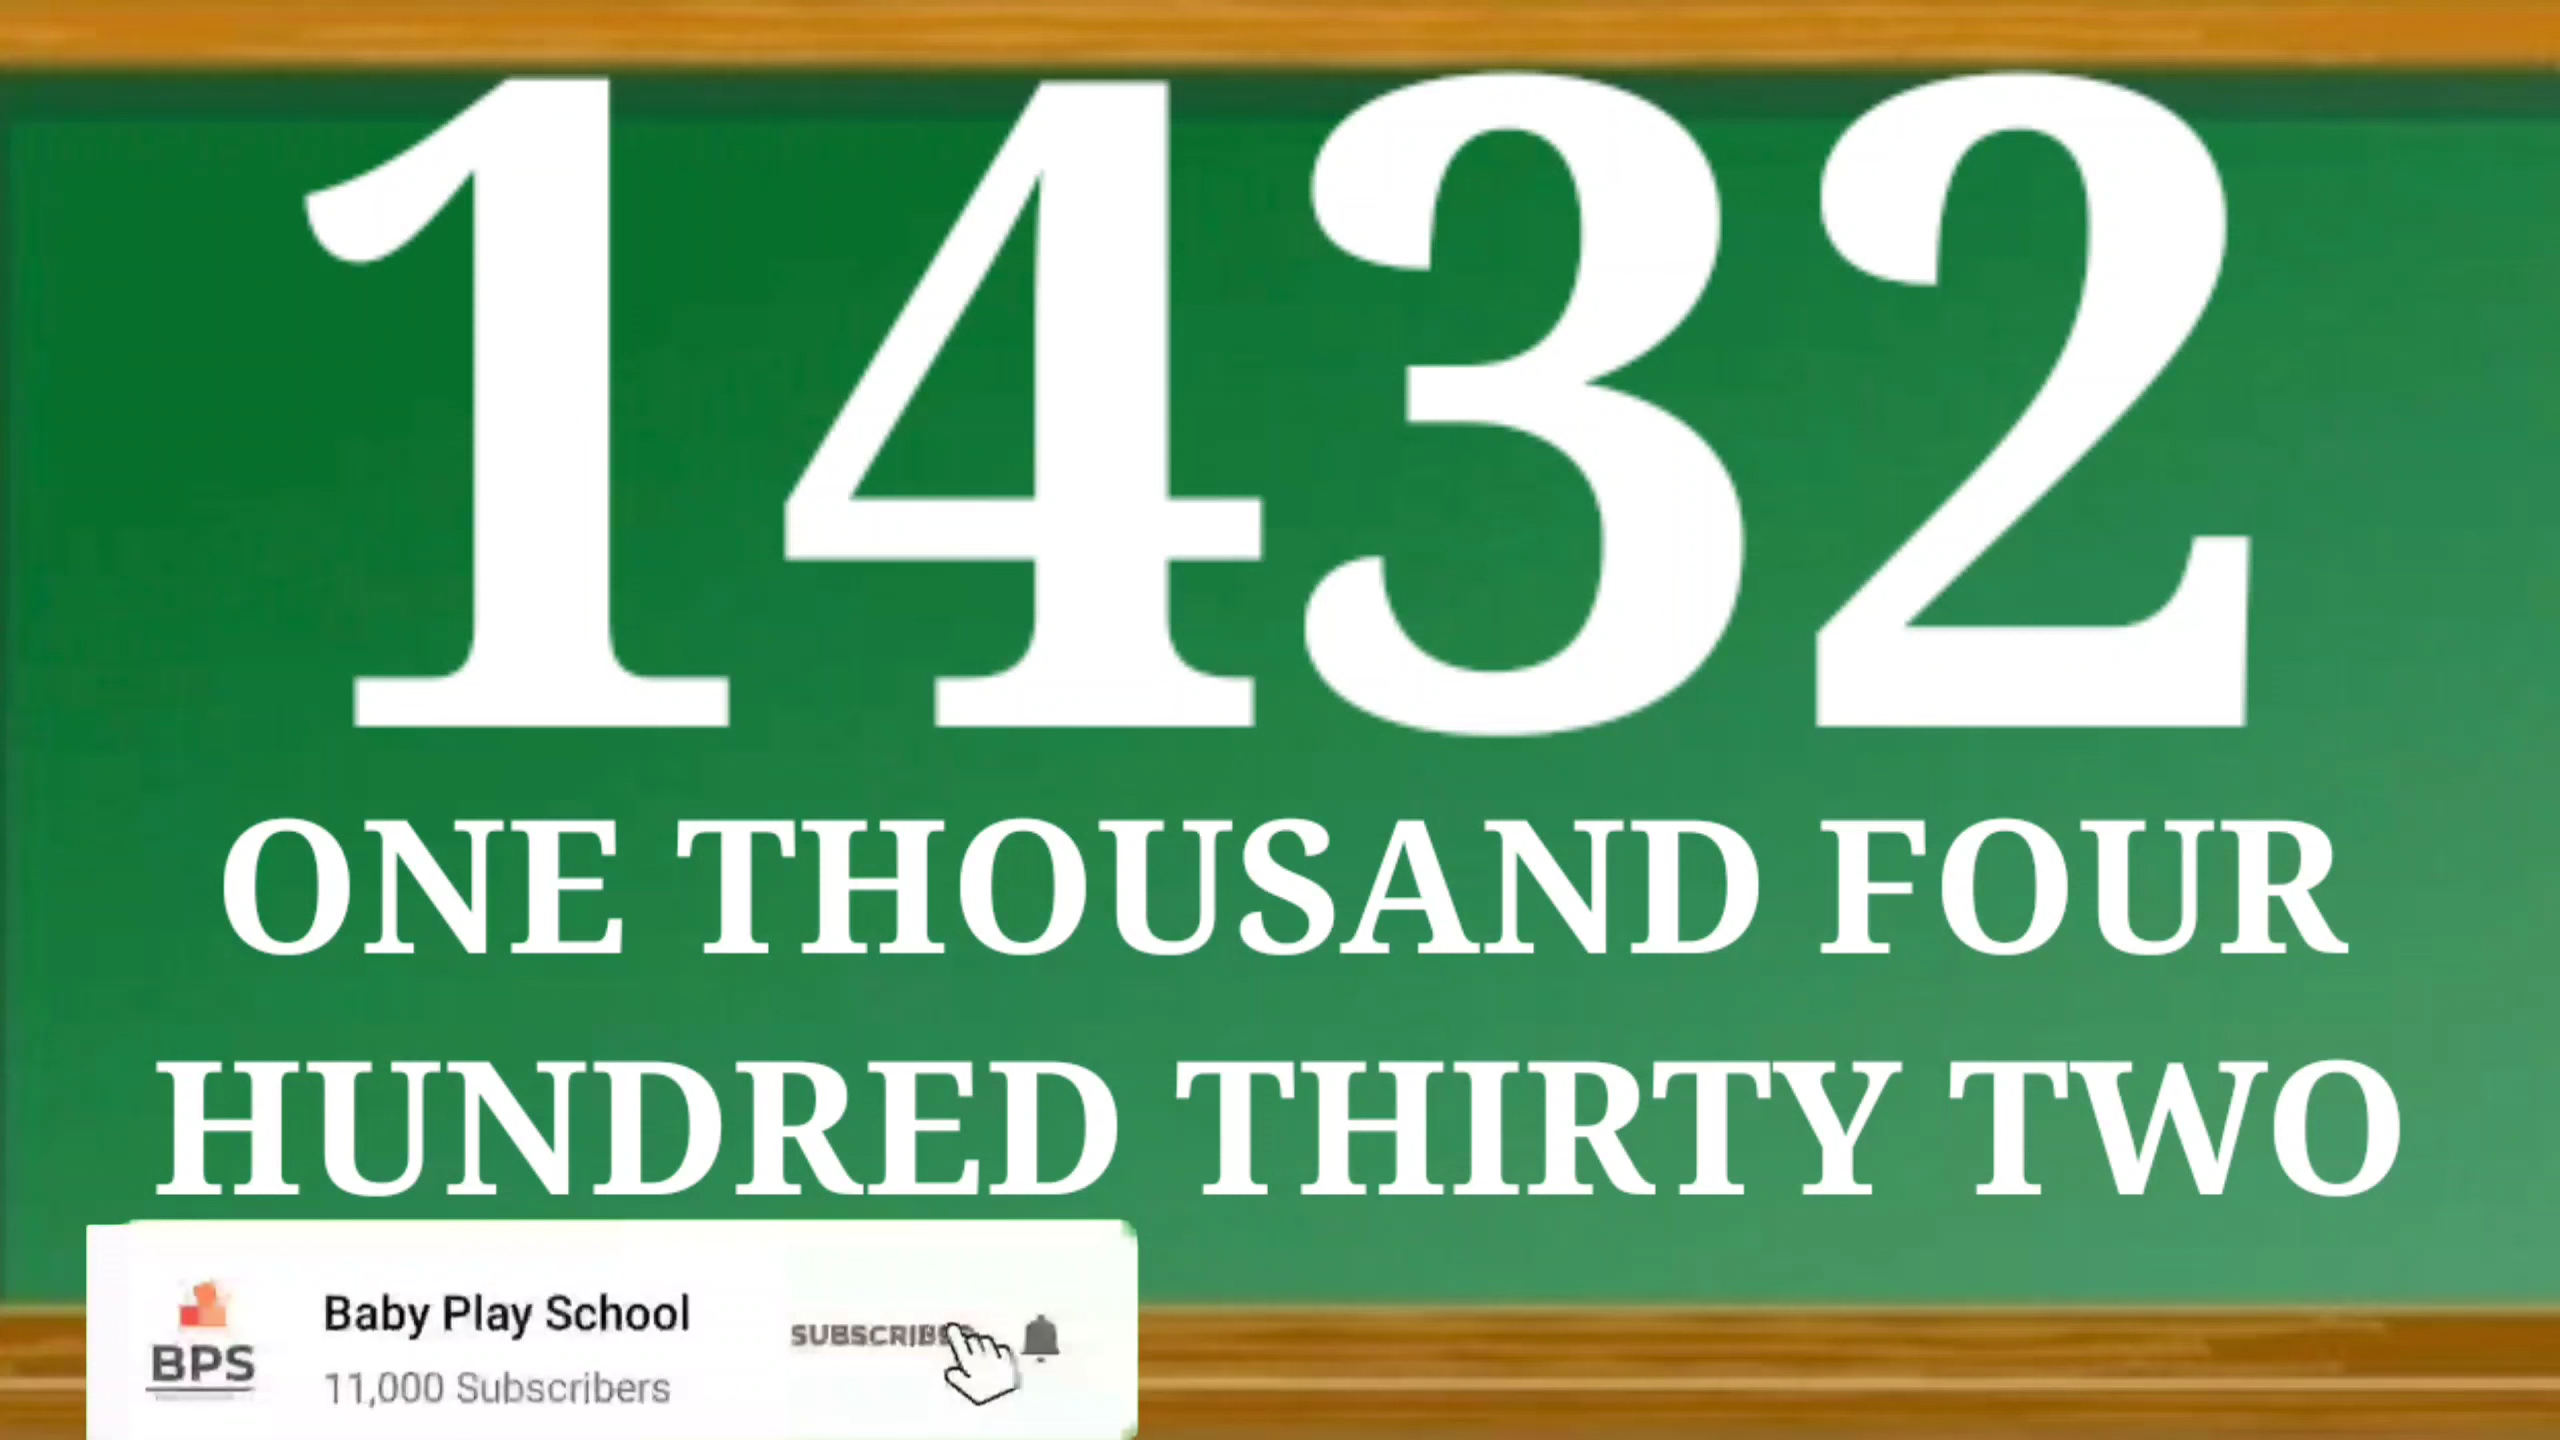 1432
ONE THOUSAND FOUR
HUNDRED THIRTY TWO
BPS
Baby Play School
11,000 Subscribers